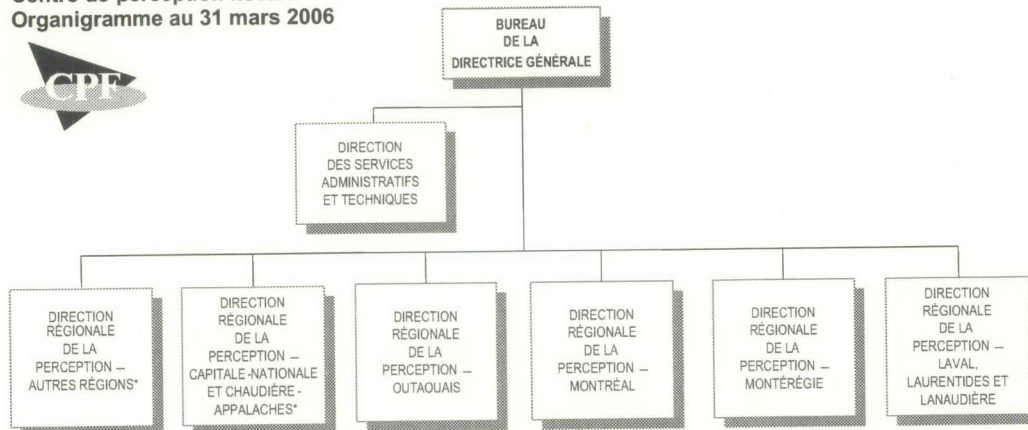 Organigramme au 31 mars 2006
CPF
BUREAU
DE LA
DIRECTRICE GÉNÉRALE
DIRECTION
DES SERVICES
ADMINISTRATIFS
ET TECHNIQUES
DIRECTION
RÉGIONALE
DE LA
PERCEPTION –
AUTRES RÉGIONS*
DIRECTION
RÉGIONALE
DE LA
PERCEPTION –
CAPITALE-NATIONALE
ET CHAUDIÈRE -
APPALACHES*
DIRECTION
RÉGIONALE
DE LA
PERCEPTION –
OUTAOUAIS
DIRECTION
RÉGIONALE
DE LA
PERCEPTION –
MONTRÉAL
DIRECTION
RÉGIONALE
DE LA
PERCEPTION –
MONTÉRÉGIE
DIRECTION
RÉGIONALE
DE LA
PERCEPTION –
LAVAL,
LAURENTIDES ET
LANAUDIÈRE